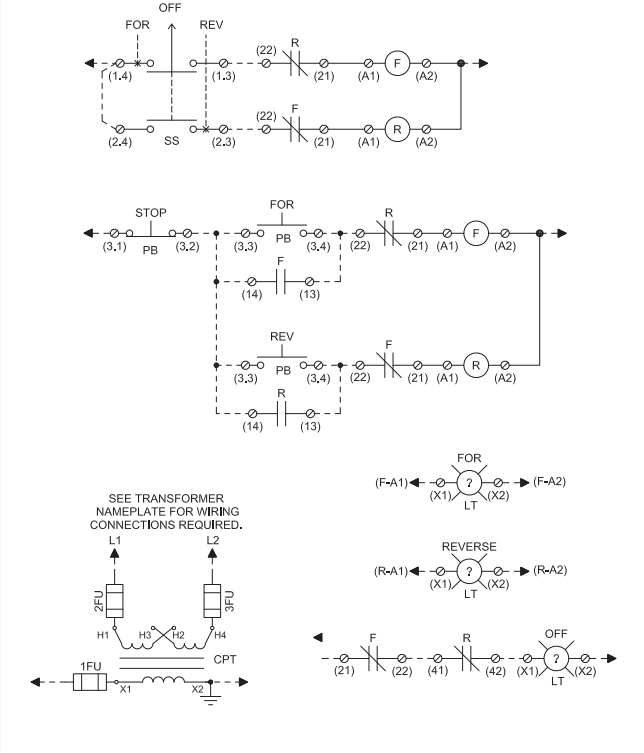 OFF
FOR REV
(22) R
F
(1.4) (1.3) (21) (A1) (A2)
(22) F
R
(2.4) SS (2.3) (21) (A1) (A2)
STOP FOR R
F
(3.1) PB (3.2) (3.3) PB (3.4) (22) (21) (A1) (A2)
F
(14) (13)
REV F
R
(3.3) PB (3.4) (22) (21) (A1) (A2)
R
(14) (13)
FOR
(F-A1) ? (F-A2)
(X1) (X2)
LT
SEE TRANSFORMER
NAMEPLATE FOR WIRING
CONNECTIONS REQUIRED.
L1 L2
REVERSE
(R-A1) ? (R-A2)
(X1) (X2)
LT
2FU 3FU
H1 H3 H2 H4
CPT
1FU
X1 X2
F R OFF
?
(21) (22) (41) (42) (X1) (X2)
LT